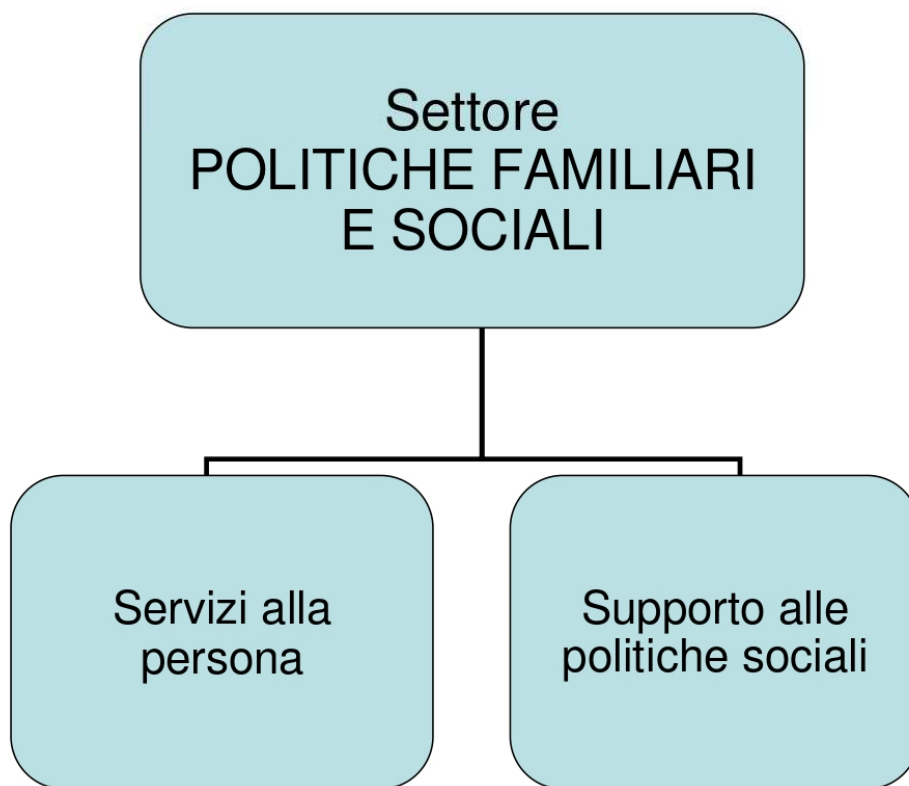 Settore
POLITICHE FAMILIARI
E SOCIALI
Servizi alla
persona
Supporto alle
politiche sociali